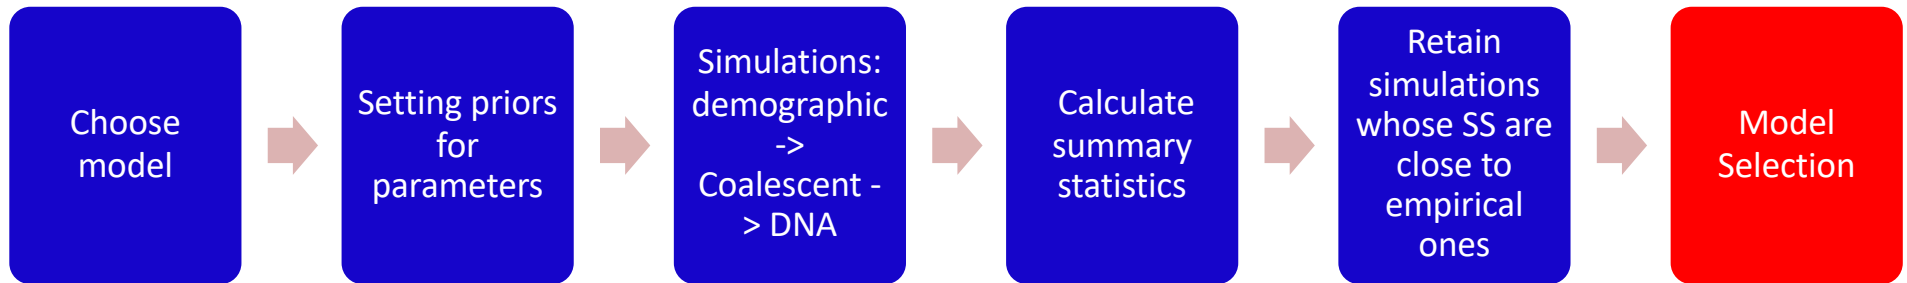 Choose
model
Setting priors
for
parameters
Simulations:
demographic
->
Coalescent -
> DNA
Calculate
summary
statistics
Retain
simulations
whose SS are
close to
empirical
ones
Model
Selection